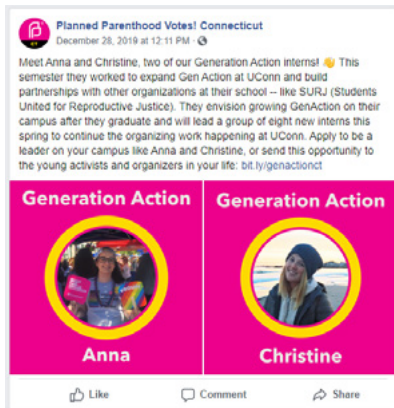 Planned Parenthood Votes! Connecticut
December 28, 2019 at 12:11 PM ·
Meet Anna and Christine, two of our Generation Action Interns! 👋 This
semester they worked to expand Gen Action at UConn and build
partnerships with other organizations at their school -- like SURJ (Students
United for Reproductive Justice). They envision growing GenAction on their
campus after they graduate and will lead a group of eight new interns this
spring to continue the organizing work happening at UConn. Apply to be a
leader on your campus like Anna and Christine, or send this opportunity to
the young activists and organizers in your life: bit.ly/genactionct
Generation Action
Anna
Generation Action
Christine
Like
Comment
Share